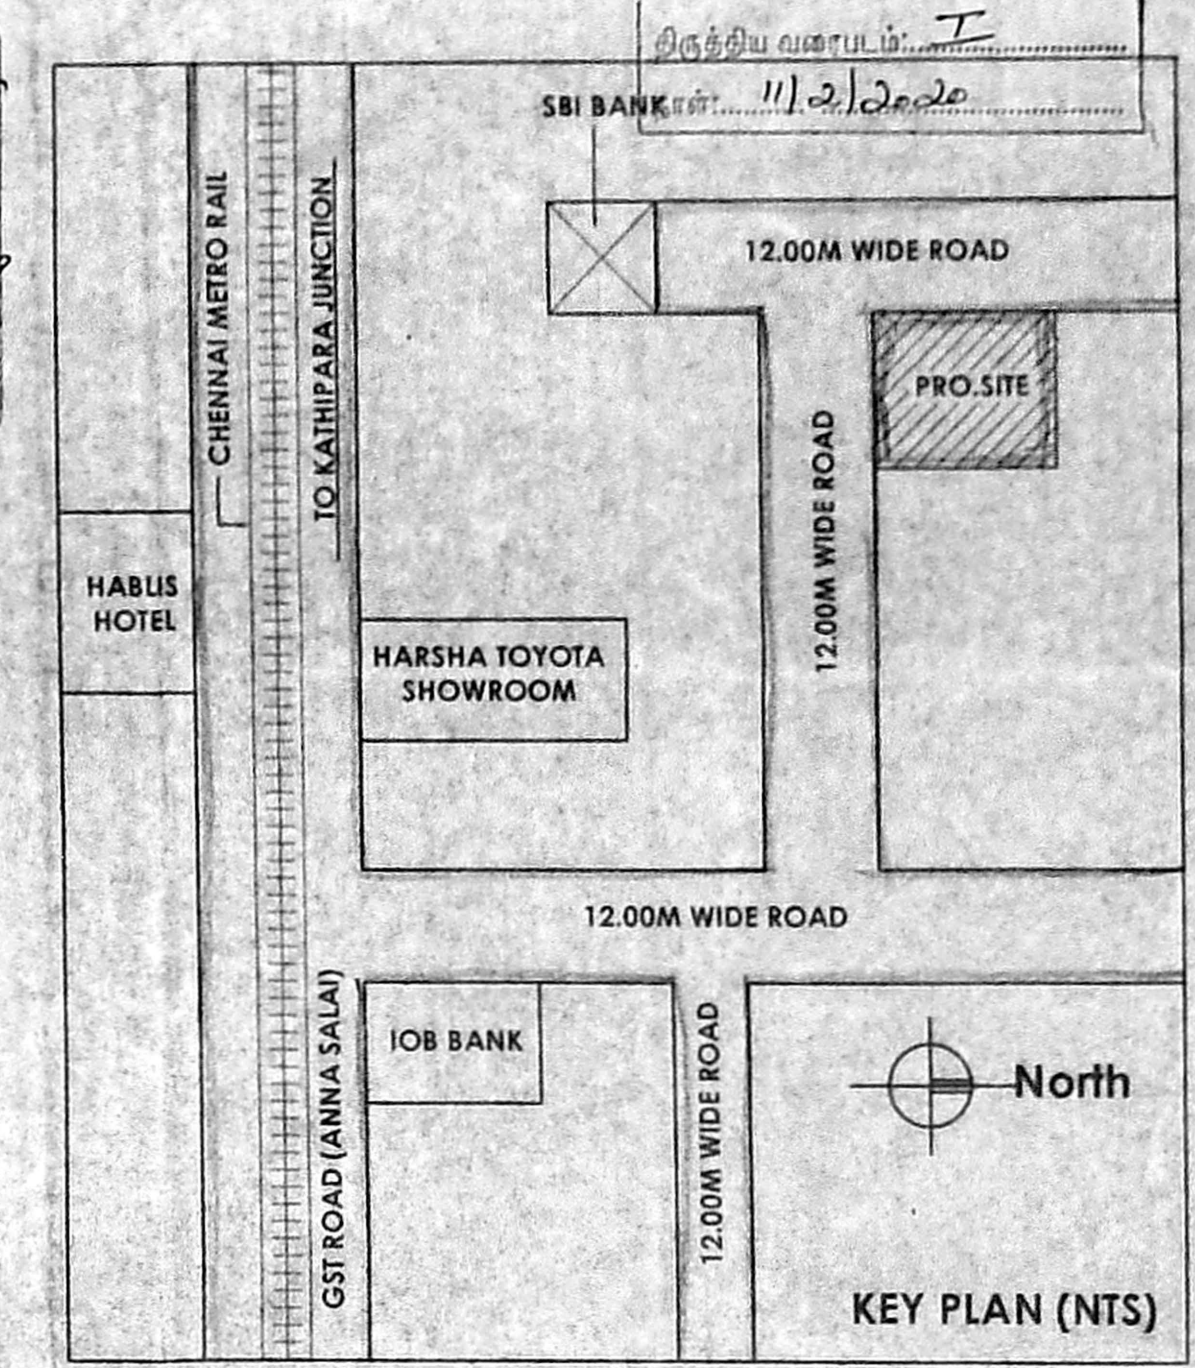 திருத்திய வரைபடம்: I
நாள்: 11/2/2020
SBI BANK
12.00M WIDE ROAD
CHENNAI METRO RAIL
TO KATHIPARA JUNCTION
PRO.SITE
12.00M WIDE ROAD
HABLIS
HOTEL
HARSHA TOYOTA
SHOWROOM
12.00M WIDE ROAD
GST ROAD (ANNA SALAI)
IOB BANK
12.00M WIDE ROAD
North
KEY PLAN (NTS)